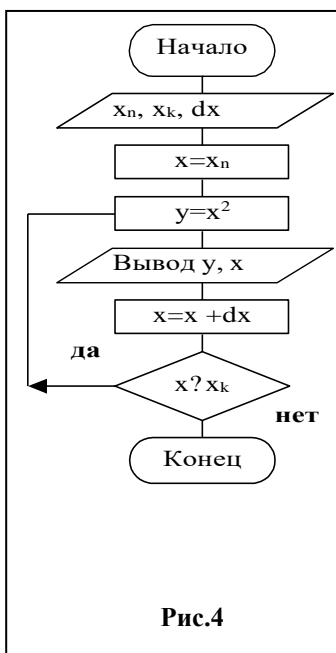 Начало
xₙ, xₖ, dx
x=xₙ
y=x²
Вывод y, x
x=x +dx
да
x?xₖ
нет
Конец
Рис.4